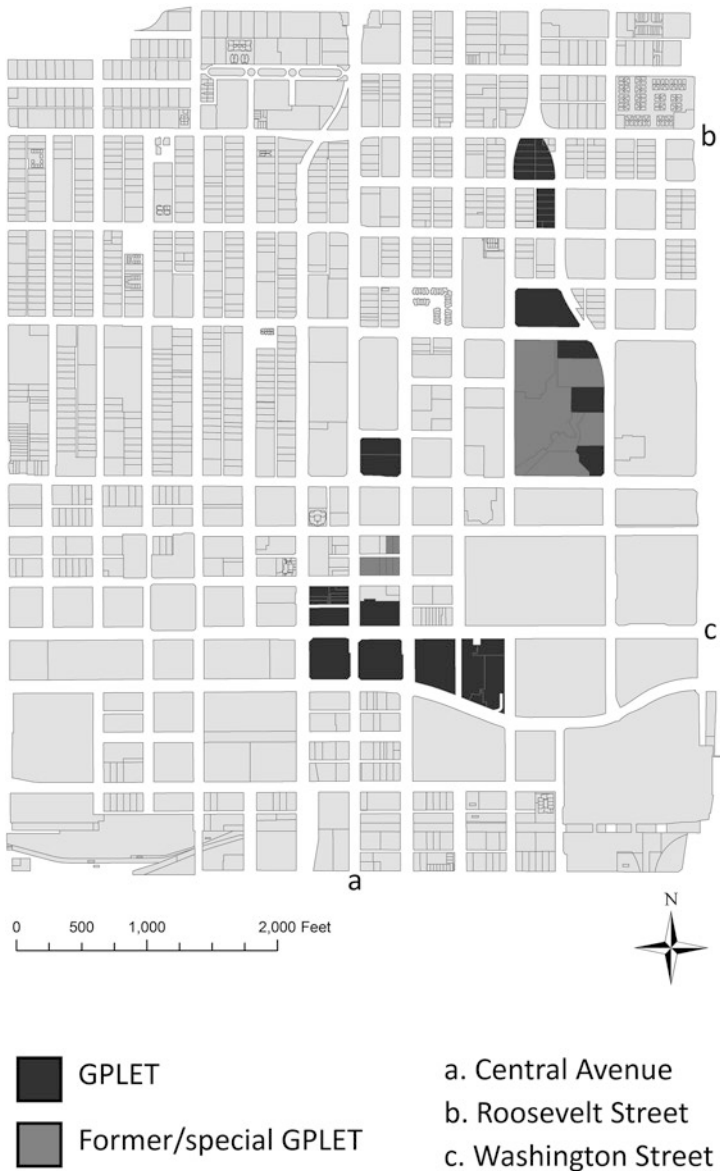 b
c
a
N
0 500 1,000 2,000 Feet
GPLET
Former/special GPLET
a. Central Avenue
b. Roosevelt Street
c. Washington Street